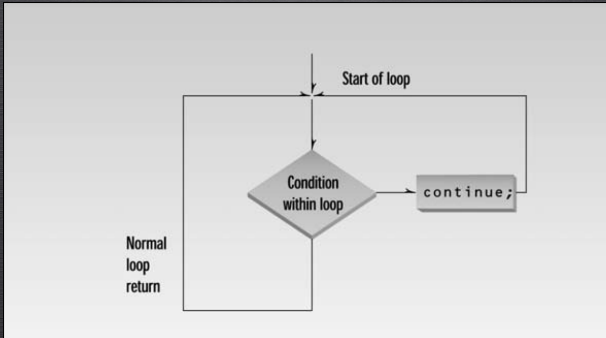 Start of loop
Condition
within loop
continue;
Normal
loop
return